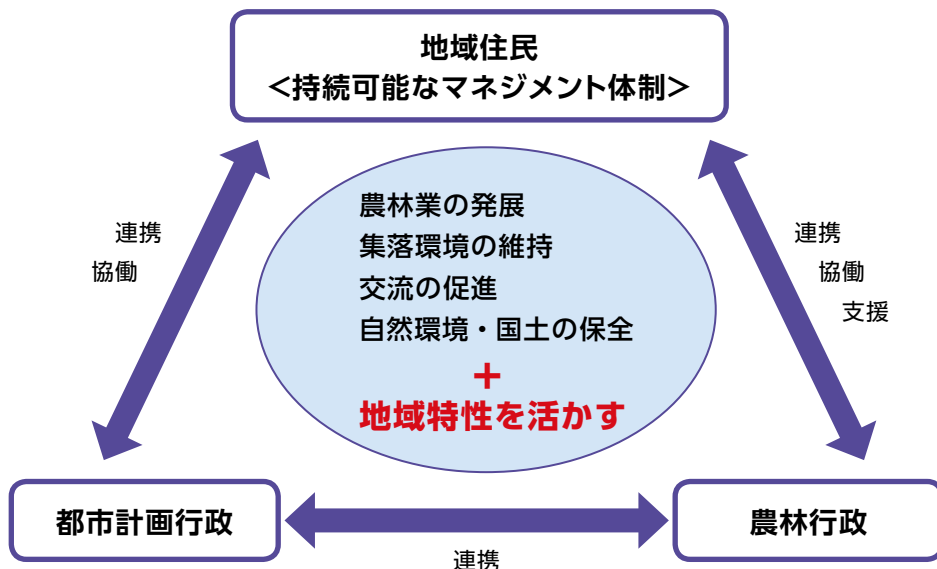 地域住民
<持続可能なマネジメント体制>
連携
協働
農林業の発展
集落環境の維持
交流の促進
自然環境・国土の保全
+
地域特性を活かす
連携
協働
支援
都市計画行政
連携
農林行政